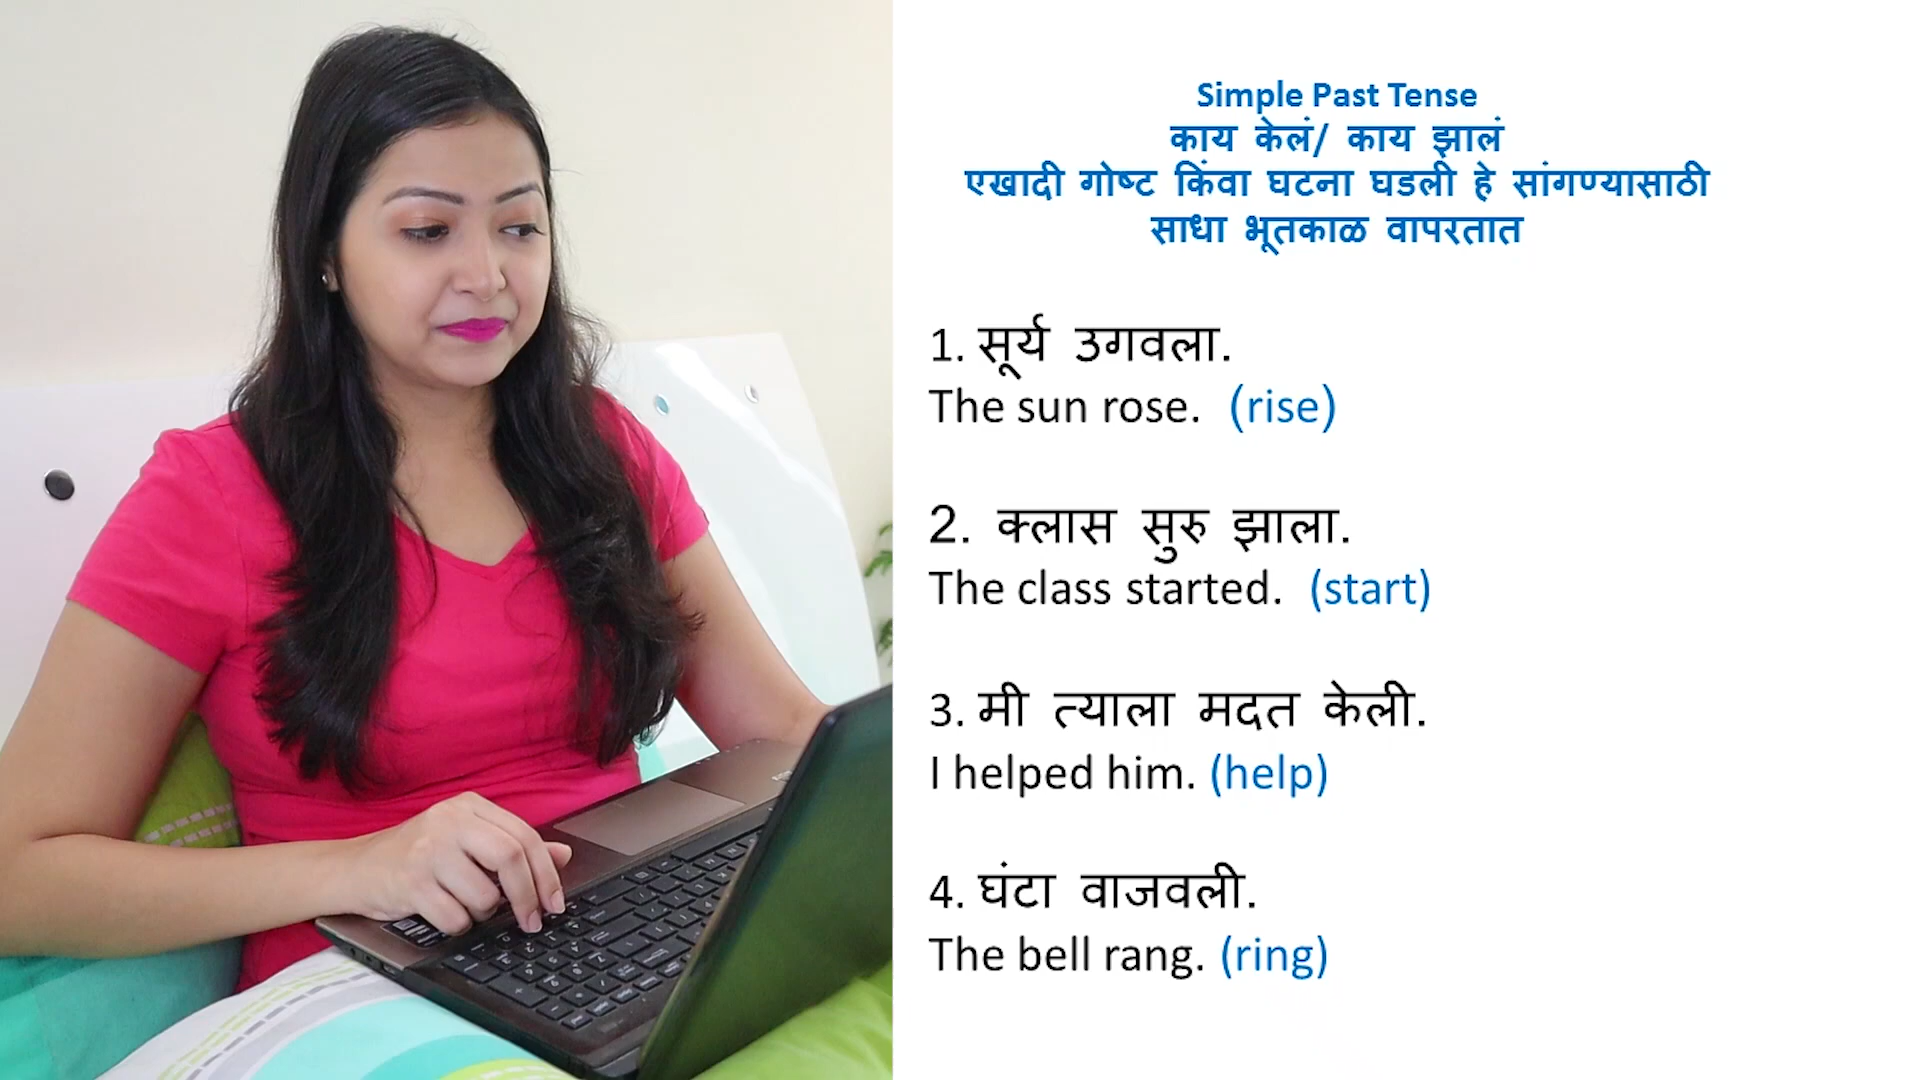 Simple Past Tense
काय केलं/ काय झालं
एखादी गोष्ट किंवा घटना घडली हे सांगण्यासाठी
साधा भूतकाळ वापरतात
1. सूर्य उगवला.
The sun rose. (rise)
2. क्लास सुरु झाला.
The class started. (start)
3. मी त्याला मदत केली.
I helped him. (help)
4. घंटा वाजवली.
The bell rang. (ring)